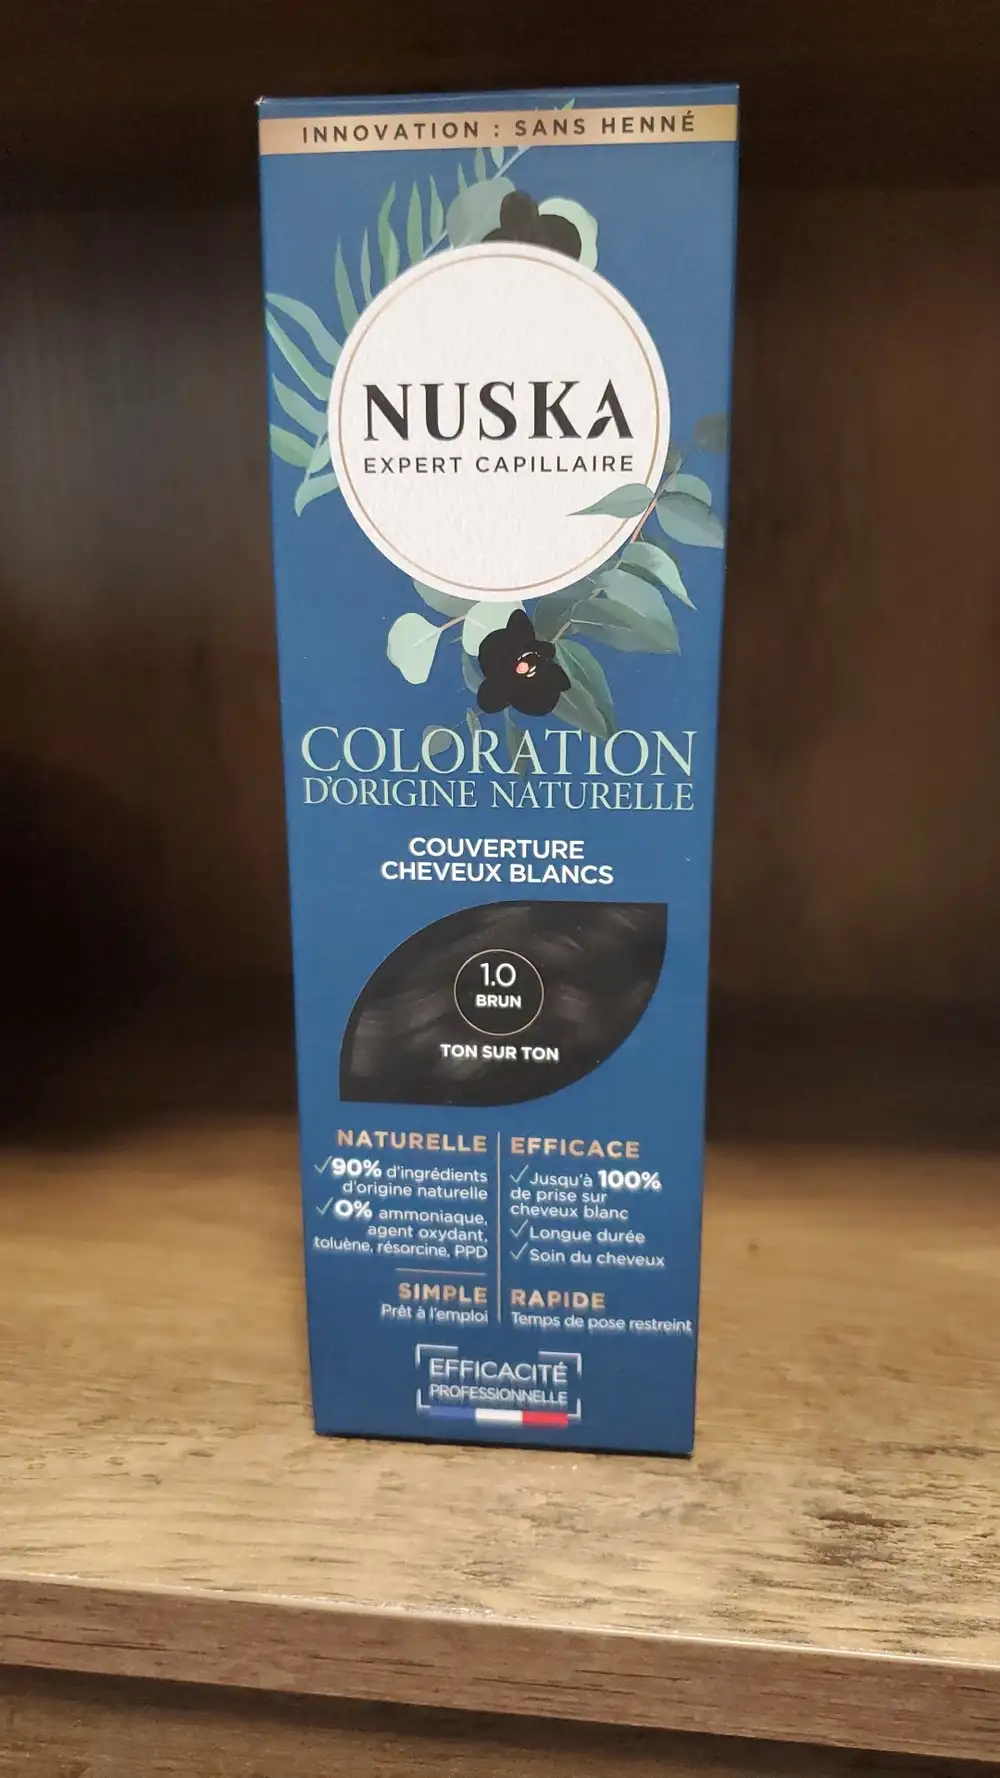 INNOVATION : SANS HENNÉ
NUSKA
EXPERT CAPILLAIRE
COLORATION
D'ORIGINE NATURELLE
COUVERTURE
CHEVEUX BLANCS
1.0
BRUN
TON SUR TON
NATURELLE
✓90% d'ingrédients
d'origine naturelle
✓0% ammoniaque,
agent oxydant,
toluène, résorcine, PPD
SIMPLE
Prêt à l'emploi
EFFICACE
✓Jusqu'à 100%
de prise sur
cheveux blanc
✓Longue durée
✓Soin du cheveux
RAPIDE
Temps de pose restreint
EFFICACITÉ
PROFESSIONNELLE